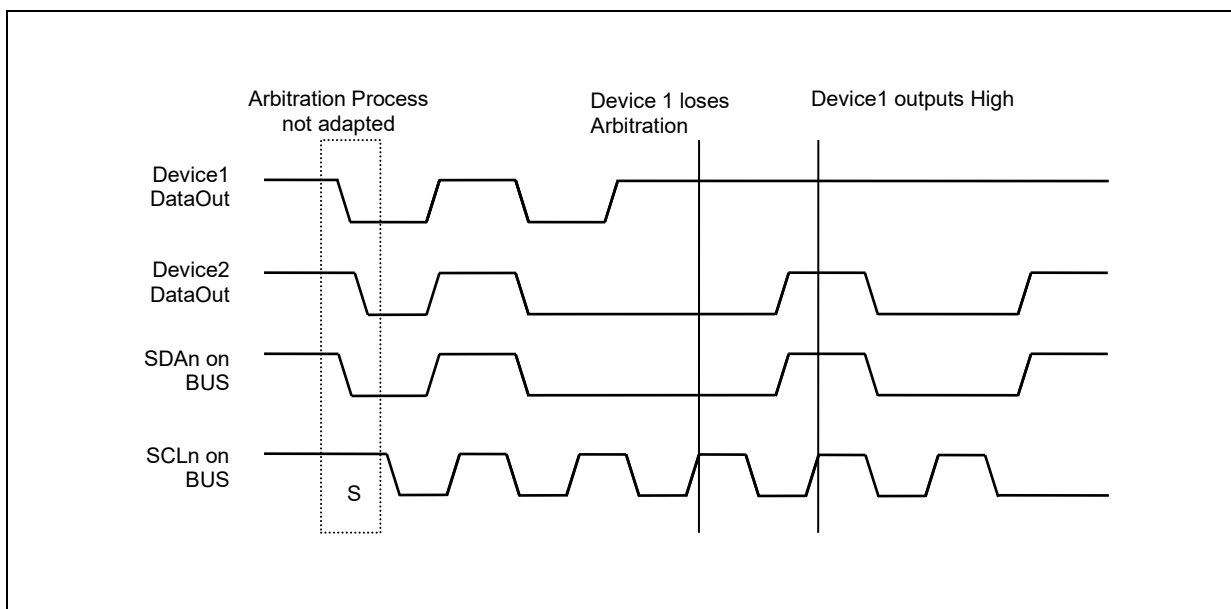 Arbitration Process
not adapted
Device 1 loses
Arbitration
Device1 outputs High
Device1
DataOut
Device2
DataOut
SDAn on
BUS
SCLn on
BUS
S